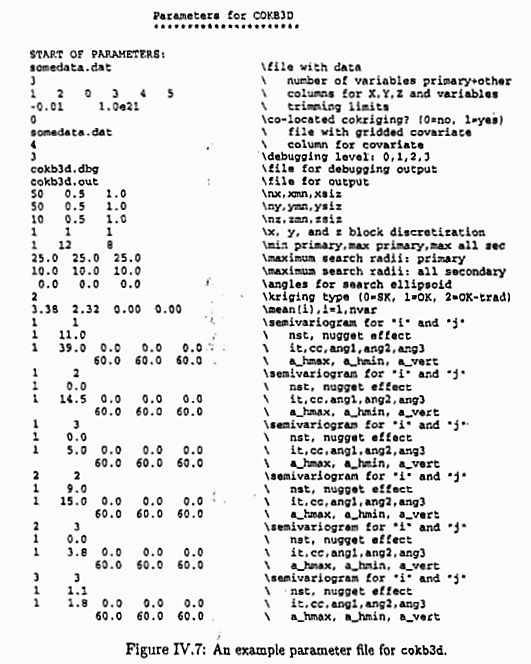 Parameters for COKB3D
**********************
START OF PARAMETERS:
somedata.dat \file with data
3 \ number of variables primary+other
1 2 0 3 4 5 \ columns for X,Y,Z and variables
-0.01 1.0e21 \ trimming limits
0 \co-located cokriging? (0=no, 1=yes)
somedata.dat \ file with gridded covariate
4 \ column for covariate
3 \debugging level: 0,1,2,3
cokb3d.dbg \file for debugging output
cokb3d.out \file for output
50 0.5 1.0 \nx,xmn,xsiz
50 0.5 1.0 \ny,ymn,ysiz
10 0.5 1.0 \nz,zmn,zsiz
1 1 1 \x, y, and z block discretization
1 12 8 \min primary,max primary,max all sec
25.0 25.0 25.0 \maximum search radii: primary
10.0 10.0 10.0 \maximum search radii: all secondary
0.0 0.0 0.0 \angles for search ellipsoid
2 \kriging type (0=SK, 1=OK, 2=OK-trad)
3.38 2.32 0.00 0.00 \mean(i),i=1,nvar
1 1 \semivariogram for "i" and "j"
1 11.0 \ nst, nugget effect
1 39.0 0.0 0.0 0.0 \ it,cc,ang1,ang2,ang3
60.0 60.0 60.0 \ a_hmax, a_hmin, a_vert
1 2 \semivariogram for "i" and "j"
1 0.0 \ nst, nugget effect
1 14.5 0.0 0.0 0.0 \ it,cc,ang1,ang2,ang3
60.0 60.0 60.0 \ a_hmax, a_hmin, a_vert
1 3 \semivariogram for "i" and "j"
1 0.0 \ nst, nugget effect
1 5.0 0.0 0.0 0.0 \ it,cc,ang1,ang2,ang3
60.0 60.0 60.0 \ a_hmax, a_hmin, a_vert
2 2 \semivariogram for "i" and "j"
1 9.0 \ nst, nugget effect
1 15.0 0.0 0.0 0.0 \ it,cc,ang1,ang2,ang3
60.0 60.0 60.0 \ a_hmax, a_hmin, a_vert
2 3 \semivariogram for "i" and "j"
1 0.0 \ nst, nugget effect
1 3.8 0.0 0.0 0.0 \ it,cc,ang1,ang2,ang3
60.0 60.0 60.0 \ a_hmax, a_hmin, a_vert
3 3 \semivariogram for "i" and "j"
1 1.1 \ nst, nugget effect
1 1.8 0.0 0.0 0.0 \ it,cc,ang1,ang2,ang3
60.0 60.0 60.0 \ a_hmax, a_hmin, a_vert
Figure IV.7: An example parameter file for cokb3d.